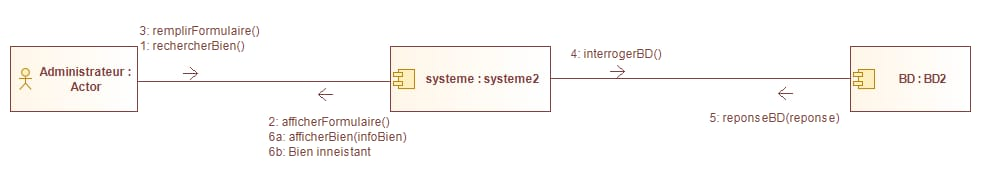 3: remplirFormulaire()
1: rechercherBien()
Administrateur :
Actor
2: afficherFormulaire()
6a: afficherBien(infoBien)
6b: Bien inneistant
systeme : systeme2
4: interrogerBD()
5: reponseBD(reponse)
BD : BD2